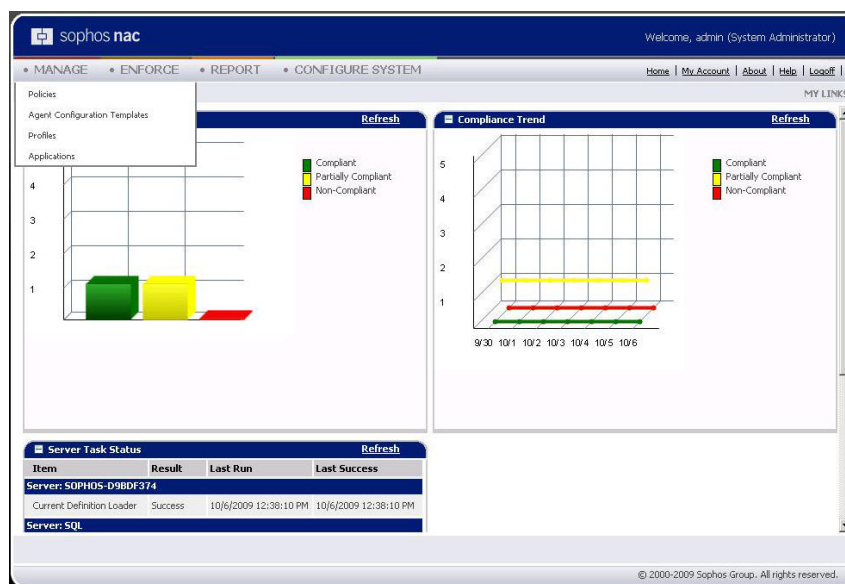 sophos nac
Welcome, admin (System Administrator)
• MANAGE • ENFORCE • REPORT • CONFIGURE SYSTEM
Home | My Account | About | Help | Logoff |
MY LINKS
Policies
Agent Configuration Templates
Profiles
Applications
Refresh
4
3
2
1
Compliant
Partially Compliant
Non-Compliant
Compliance Trend Refresh
5
4
3
2
1
9/30 10/1 10/2 10/3 10/4 10/5 10/6
Compliant
Partially Compliant
Non-Compliant
Server Task Status Refresh
Item Result Last Run Last Success
Server: SOPHOS-D9BDF374
Current Definition Loader Success 10/6/2009 12:38:10 PM 10/6/2009 12:38:10 PM
Server: SQL
© 2000-2009 Sophos Group. All rights reserved.